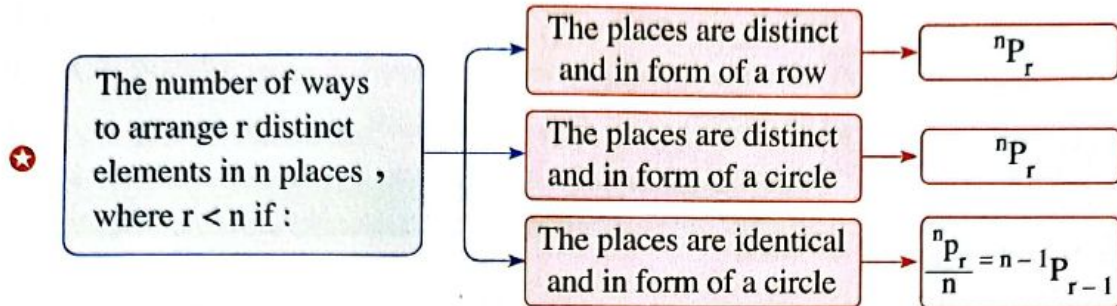 The number of ways
to arrange r distinct
elements in n places ,
where r < n if :
The places are distinct
and in form of a row
ⁿPᵣ
The places are distinct
and in form of a circle
ⁿPᵣ
The places are identical
and in form of a circle
ⁿPᵣ/n = ⁿ⁻¹Pᵣ₋₁